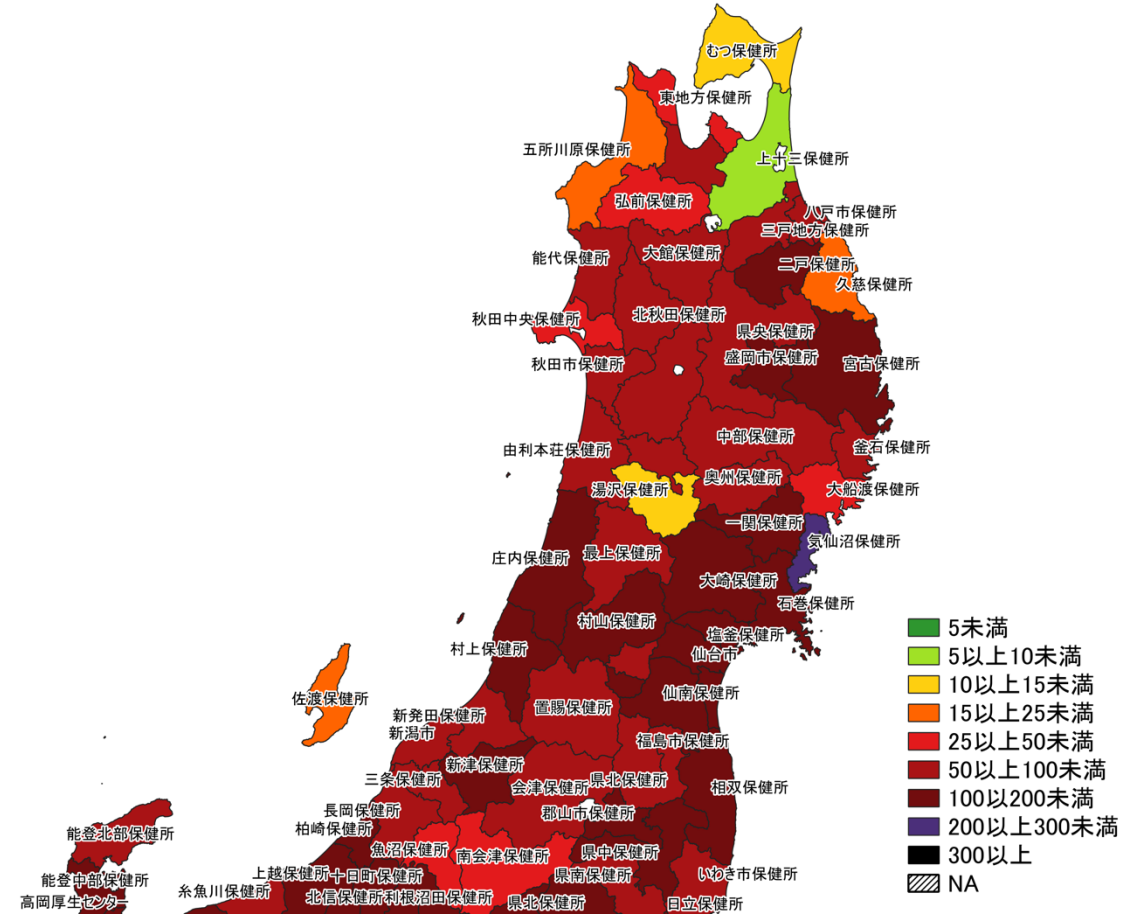 むつ保健所
東地方保健所
五所川原保健所
上十三保健所
弘前保健所
八戸市保健所
三戸地方保健所
能代保健所
大館保健所
二戸保健所
久慈保健所
秋田中央保健所
北秋田保健所
県央保健所
秋田市保健所
盛岡市保健所
宮古保健所
中部保健所
由利本荘保健所
釜石保健所
湯沢保健所
奥州保健所
大船渡保健所
一関保健所
気仙沼保健所
庄内保健所
最上保健所
大崎保健所
石巻保健所
村山保健所
塩釜保健所
村上保健所
仙台市
佐渡保健所
仙南保健所
置賜保健所
新発田保健所
新潟市
福島市保健所
新津保健所
三条保健所
会津保健所
県北保健所
相双保健所
長岡保健所
郡山市保健所
柏崎保健所
能登北部保健所
魚沼保健所
南会津保健所
県中保健所
上越保健所
十日町保健所
県南保健所
いわき市保健所
能登中部保健所
糸魚川保健所
北信保健所
利根沼田保健所
県北保健所
日立保健所
高岡厚生センター
5未満
5以上10未満
10以上15未満
15以上25未満
25以上50未満
50以上100未満
100以200未満
200以上300未満
300以上
NA